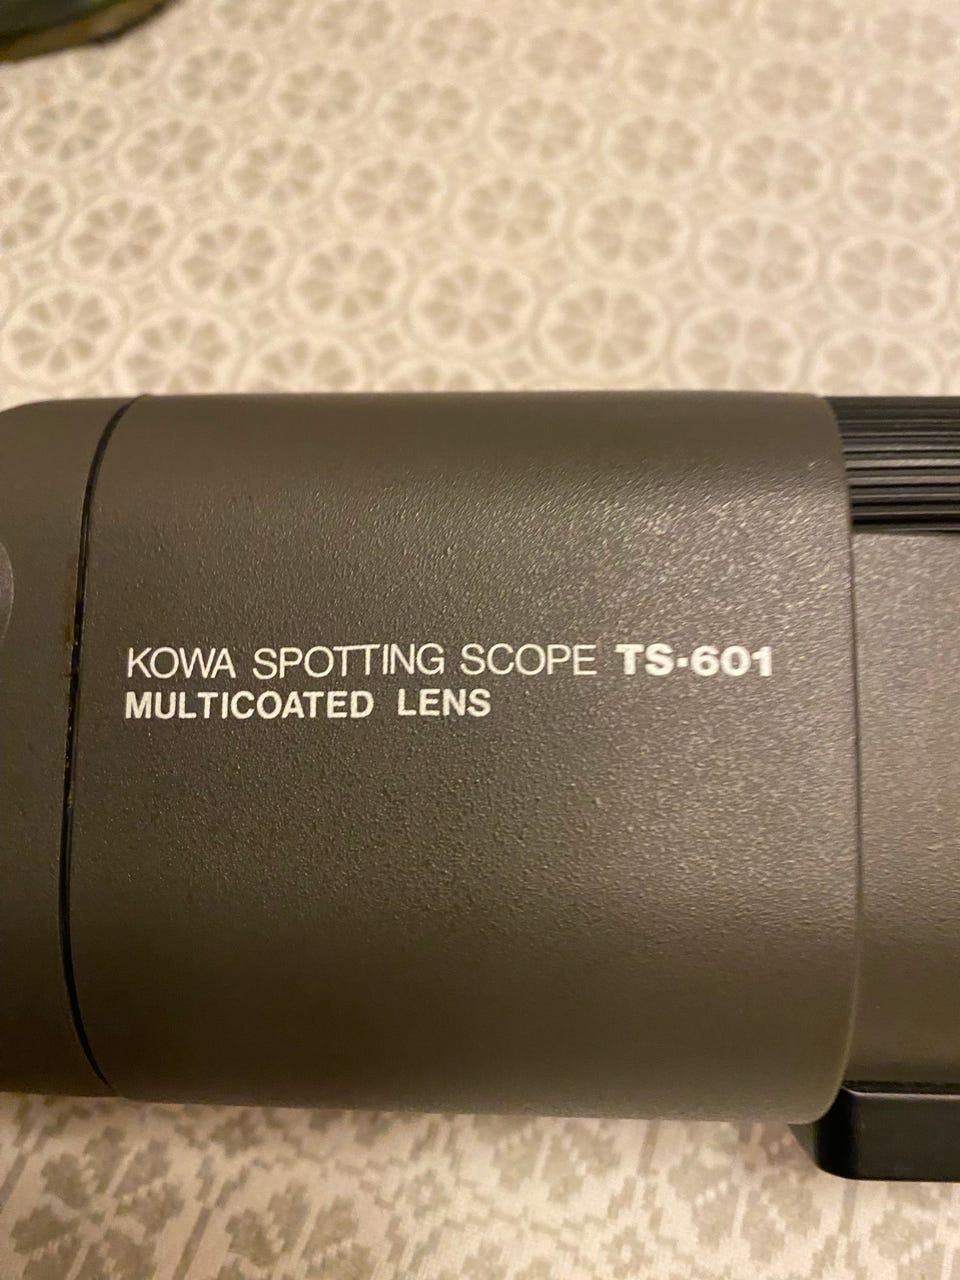 KOWA SPOTTING SCOPE TS-601
MULTICOATED LENS